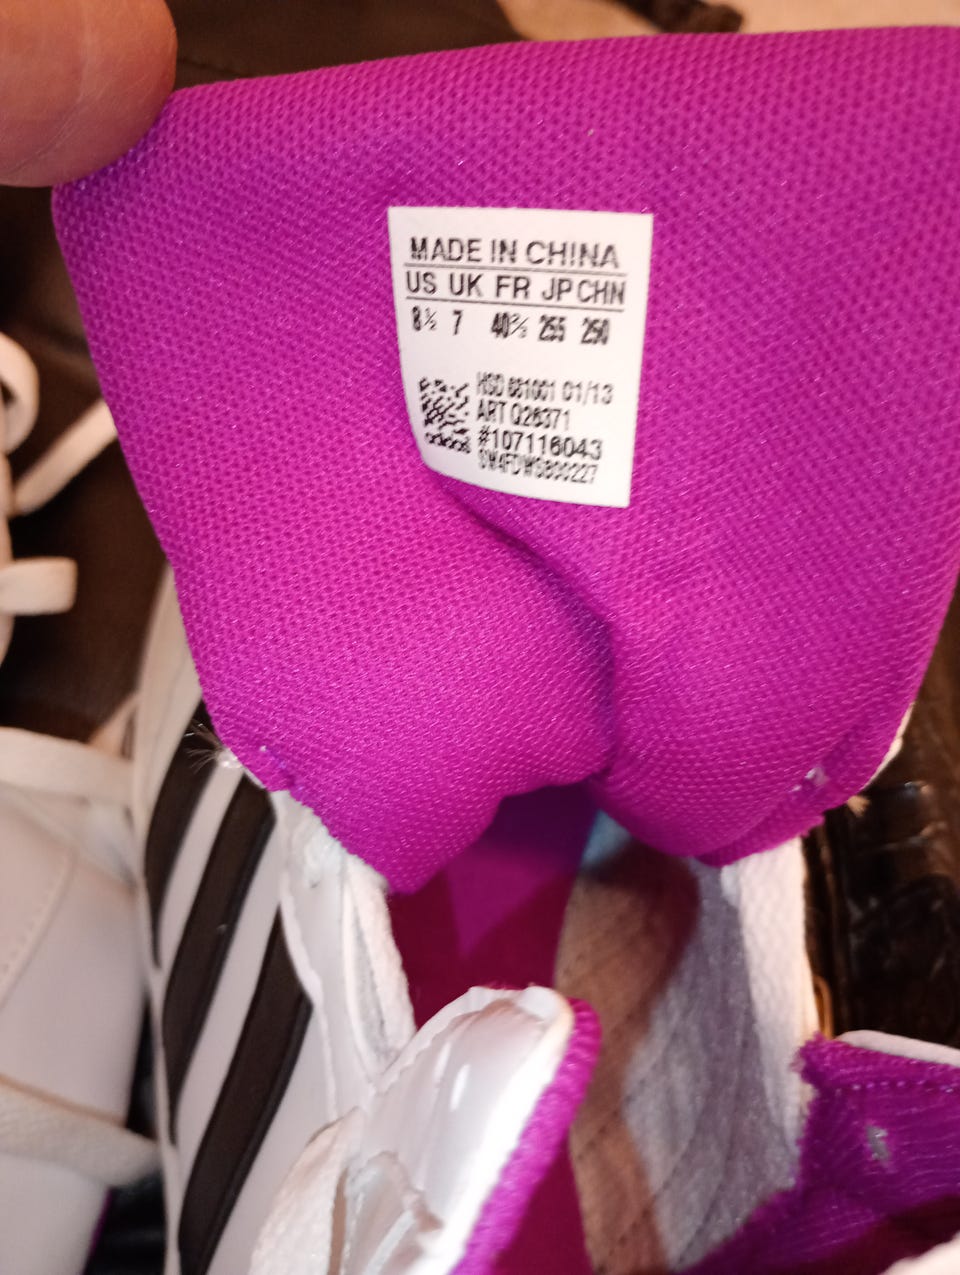 MADE IN CHINA
US UK FR JP CHN
8½ 7 40⅔ 255 250
HSD 681001 01/13
ART Q26371
#107116043
adidas